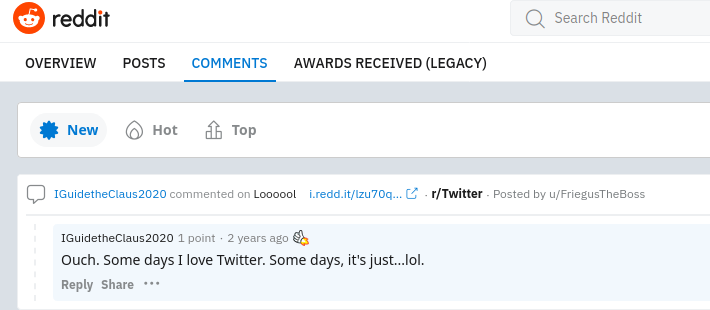 reddit
Search Reddit
OVERVIEW POSTS COMMENTS AWARDS RECEIVED (LEGACY)
New Hot Top
IGuidetheClaus2020 commented on Loooool i.redd.it/lzu70q... · r/Twitter · Posted by u/FriegusTheBoss
IGuidetheClaus2020 1 point · 2 years ago
Ouch. Some days I love Twitter. Some days, it's just...lol.
Reply Share ···